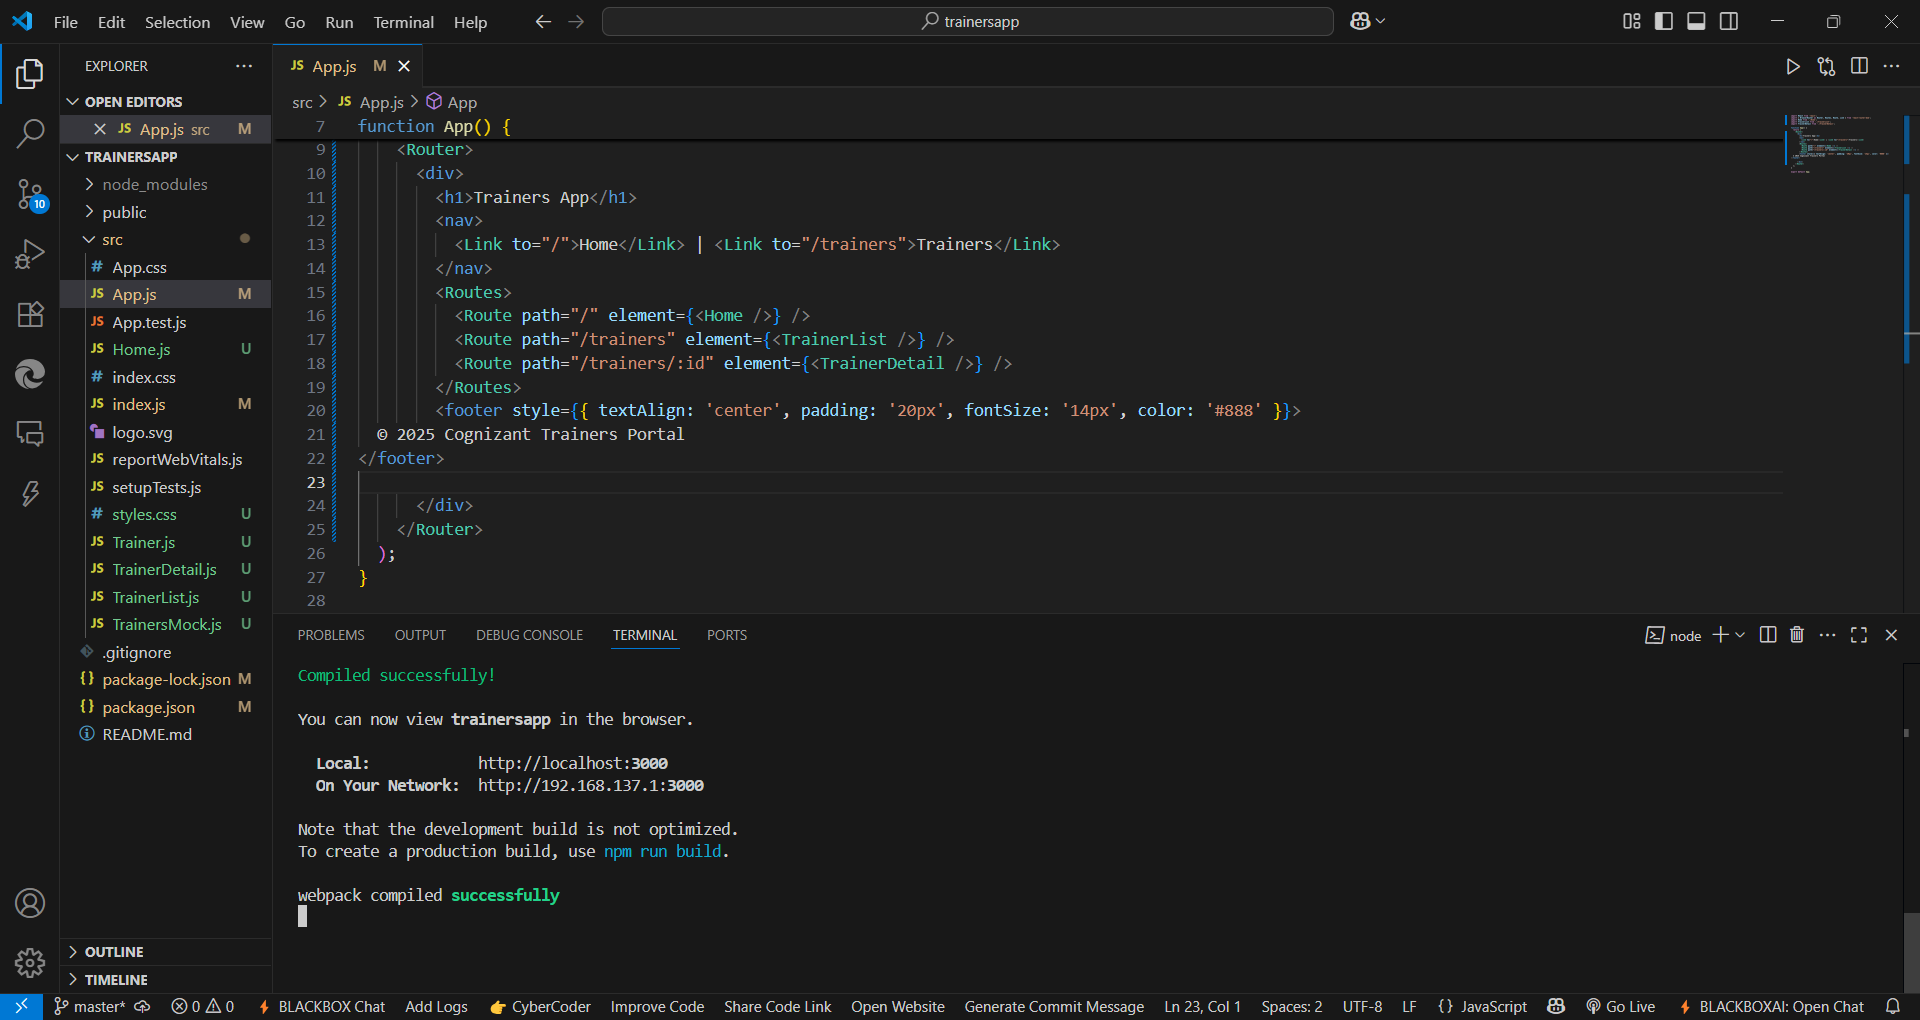 File Edit Selection View Go Run Terminal Help
trainersapp
EXPLORER
OPEN EDITORS
JS App.js src M
TRAINERSAPP
node_modules
public
src
# App.css
JS App.js M
JS App.test.js
JS Home.js U
# index.css
JS index.js M
logo.svg
JS reportWebVitals.js
JS setupTests.js
# styles.css U
JS Trainer.js U
JS TrainerDetail.js U
JS TrainerList.js U
JS TrainersMock.js U
.gitignore
{} package-lock.json M
{} package.json M
README.md
OUTLINE
TIMELINE
10
JS App.js M
src > JS App.js > App
7 function App() {
9 <Router>
10 <div>
11 <h1>Trainers App</h1>
12 <nav>
13 <Link to="/">Home</Link> | <Link to="/trainers">Trainers</Link>
14 </nav>
15 <Routes>
16 <Route path="/" element={<Home />} />
17 <Route path="/trainers" element={<TrainerList />} />
18 <Route path="/trainers/:id" element={<TrainerDetail />} />
19 </Routes>
20 <footer style={{ textAlign: 'center', padding: '20px', fontSize: '14px', color: '#888' }}>
21 © 2025 Cognizant Trainers Portal
22 </footer>
23
24 </div>
25 </Router>
26 );
27 }
28
PROBLEMS OUTPUT DEBUG CONSOLE TERMINAL PORTS
node
Compiled successfully!
You can now view trainersapp in the browser.
Local: http://localhost:3000
On Your Network: http://192.168.137.1:3000
Note that the development build is not optimized.
To create a production build, use npm run build.
webpack compiled successfully
master* 0 0 BLACKBOX Chat Add Logs CyberCoder Improve Code Share Code Link Open Website Generate Commit Message Ln 23, Col 1 Spaces: 2 UTF-8 LF {} JavaScript Go Live BLACKBOXAI: Open Chat